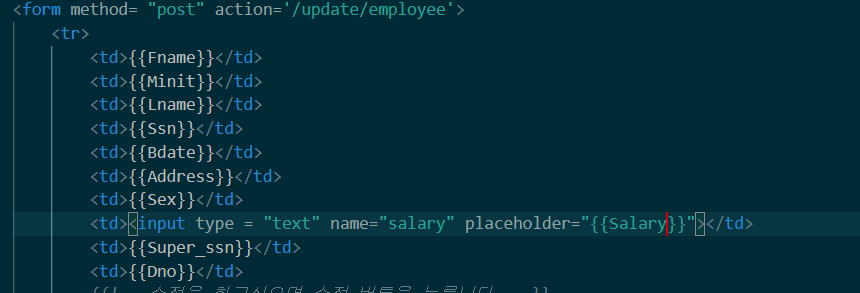 <form method= "post" action='/update/employee'>
<tr>
<td>{{Fname}}</td>
<td>{{Minit}}</td>
<td>{{Lname}}</td>
<td>{{Ssn}}</td>
<td>{{Bdate}}</td>
<td>{{Address}}</td>
<td>{{Sex}}</td>
<td><input type = "text" name="salary" placeholder="{{Salary}}"></td>
<td>{{Super_ssn}}</td>
<td>{{Dno}}</td>